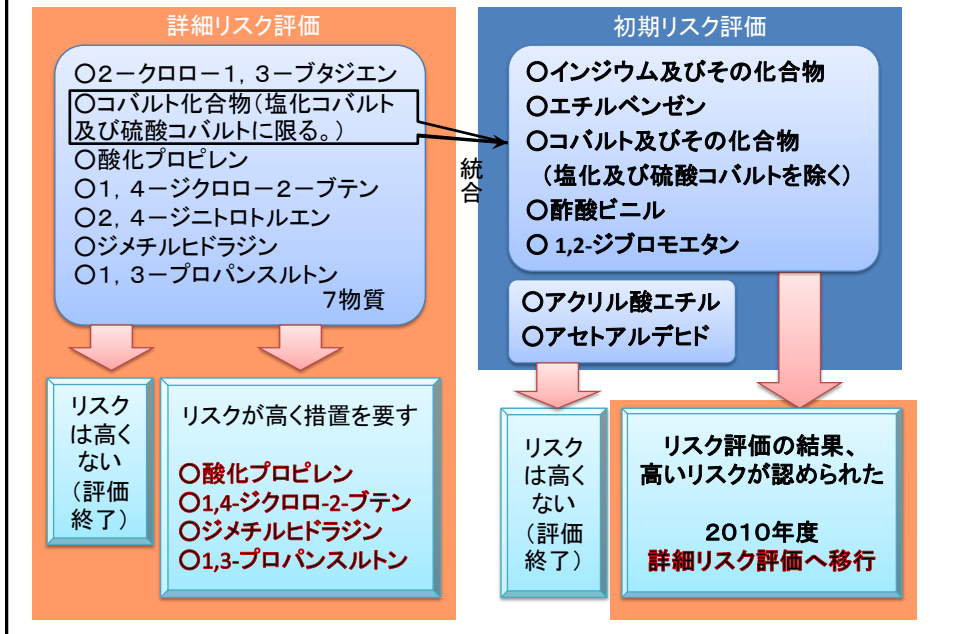 詳細リスク評価
○2－クロロ－1，3－ブタジエン
○コバルト化合物（塩化コバルト
及び硫酸コバルトに限る。）
○酸化プロピレン
○1，4－ジクロロ－2－ブテン
○2，4－ジニトロトルエン
○ジメチルヒドラジン
○1，3－プロパンスルトン
7物質
リスク
は高く
ない
（評価
終了）
リスクが高く措置を要す
○酸化プロピレン
○1,4-ジクロロ-2-ブテン
○ジメチルヒドラジン
○1,3-プロパンスルトン
統合
初期リスク評価
○インジウム及びその化合物
○エチルベンゼン
○コバルト及びその化合物
（塩化及び硫酸コバルトを除く）
○酢酸ビニル
○ 1,2-ジブロモエタン
○アクリル酸エチル
○アセトアルデヒド
リスク
は高く
ない
（評価
終了）
リスク評価の結果、
高いリスクが認められた
2010年度
詳細リスク評価へ移行